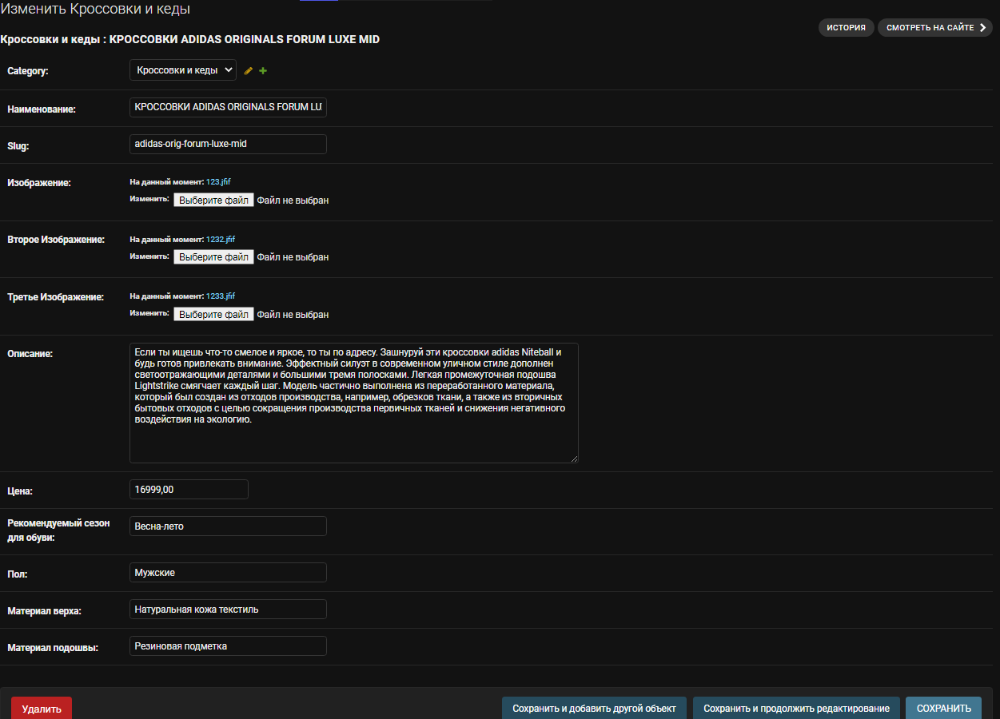 Изменить Кроссовки и кеды
ИСТОРИЯ
СМОТРЕТЬ НА САЙТЕ
Кроссовки и кеды : КРОССОВКИ ADIDAS ORIGINALS FORUM LUXE MID
Category:
Кроссовки и кеды
Наименование:
КРОССОВКИ ADIDAS ORIGINALS FORUM LU
Slug:
adidas-orig-forum-luxe-mid
Изображение:
На данный момент: 123.jfif
Изменить: Выберите файл Файл не выбран
Второе Изображение:
На данный момент: 1232.jfif
Изменить: Выберите файл Файл не выбран
Третье Изображение:
На данный момент: 1233.jfif
Изменить: Выберите файл Файл не выбран
Описание:
Если ты ищешь что-то смелое и яркое, то ты по адресу. Зашнуруй эти кроссовки adidas Niteball и
будь готов привлекать внимание. Эффектный силуэт в современном уличном стиле дополнен
светоотражающими деталями и большими тремя полосками. Легкая промежуточная подошва
Lightstrike смягчает каждый шаг. Модель частично выполнена из переработанного материала,
который был создан из отходов производства, например, обрезков ткани, а также из вторичных
бытовых отходов с целью сокращения производства первичных тканей и снижения негативного
воздействия на экологию.
Цена:
16999,00
Рекомендуемый сезон
для обуви:
Весна-лето
Пол:
Мужские
Материал верха:
Натуральная кожа текстиль
Материал подошвы:
Резиновая подметка
Удалить
Сохранить и добавить другой объект
Сохранить и продолжить редактирование
СОХРАНИТЬ